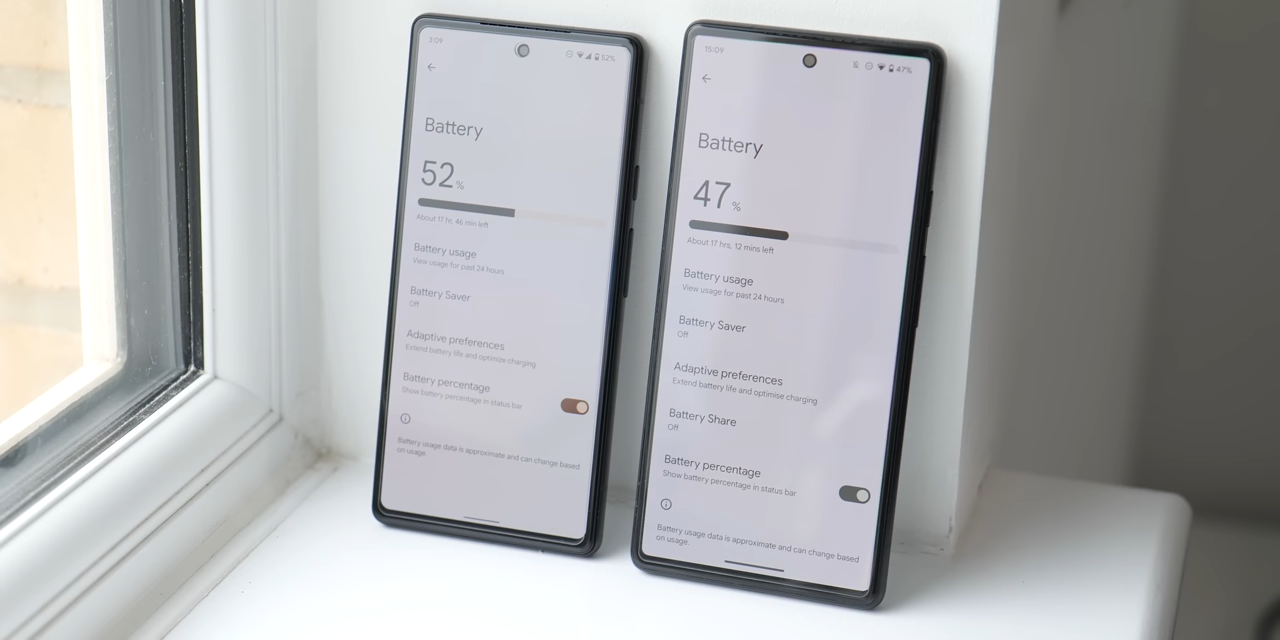 3:09
52%
Battery
52%
About 17 hr, 46 min left
Battery usage
View usage for past 24 hours
Battery Saver
Off
Adaptive preferences
Extend battery life and optimize charging
Battery percentage
Show battery percentage in status bar
Battery usage data is approximate and can change based
on usage.
15:09
47%
Battery
47%
About 17 hrs, 12 mins left
Battery usage
View usage for past 24 hours
Battery Saver
Off
Adaptive preferences
Extend battery life and optimise charging
Battery Share
Off
Battery percentage
Show battery percentage in status bar
Battery usage data is approximate and can change based
on usage.